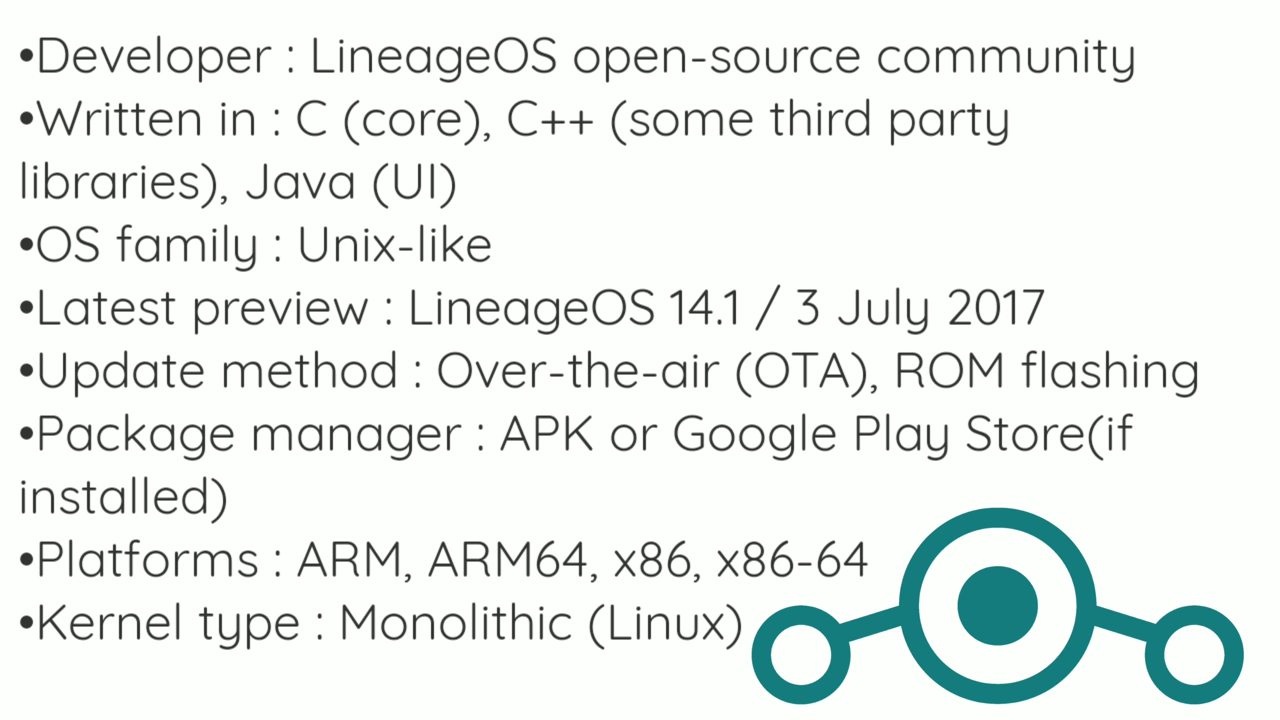 •Developer : LineageOS open-source community
•Written in : C (core), C++ (some third party
libraries), Java (UI)
•OS family : Unix-like
•Latest preview : LineageOS 14.1 / 3 July 2017
•Update method : Over-the-air (OTA), ROM flashing
•Package manager : APK or Google Play Store(if
installed)
•Platforms : ARM, ARM64, x86, x86-64
•Kernel type : Monolithic (Linux)